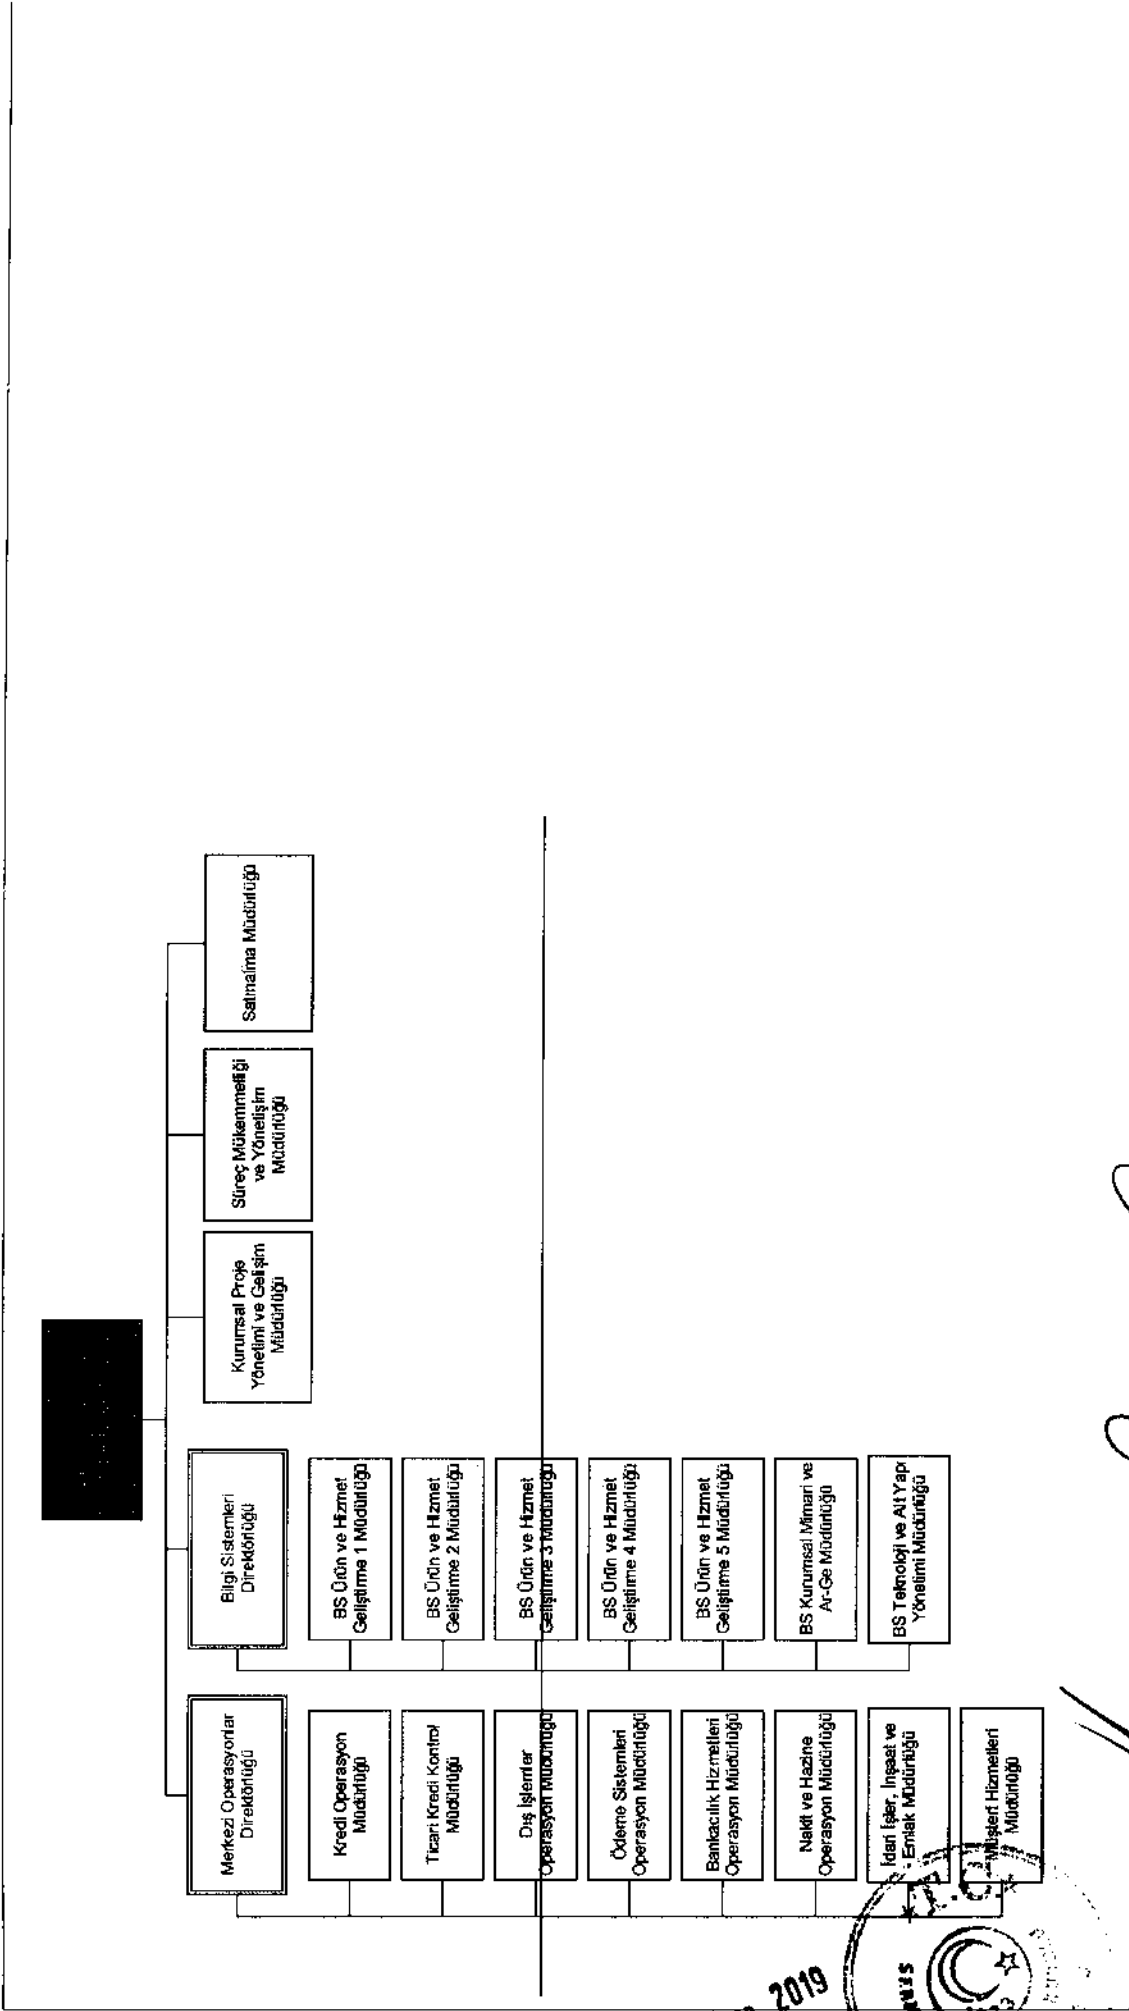 Merkezi Operasyonlar
Direktörlüğü
Kredi Operasyon
Müdürlüğü
Ticari Kredi Kontrol
Müdürlüğü
Dış İşlemler
Operasyon Müdürlüğü
Ödeme Sistemleri
Operasyon Müdürlüğü
Bankacılık Hizmetleri
Operasyon Müdürlüğü
Nakit ve Hazine
Operasyon Müdürlüğü
İdari İşler, İnşaat ve
Emlak Müdürlüğü
Müşteri Hizmetleri
Müdürlüğü
Bilgi Sistemleri
Direktörlüğü
BS Ürün ve Hizmet
Geliştirme 1 Müdürlüğü
BS Ürün ve Hizmet
Geliştirme 2 Müdürlüğü
BS Ürün ve Hizmet
Geliştirme 3 Müdürlüğü
BS Ürün ve Hizmet
Geliştirme 4 Müdürlüğü
BS Ürün ve Hizmet
Geliştirme 5 Müdürlüğü
BS Kurumsal Mimari ve
Ar-Ge Müdürlüğü
BS Teknoloji ve Alt Yapı
Yönetimi Müdürlüğü
Kurumsal Proje
Yönetimi ve Gelişim
Müdürlüğü
Süreç Mükemmelliği
ve Yönetişim
Müdürlüğü
Satınalma Müdürlüğü
2019
T.C.